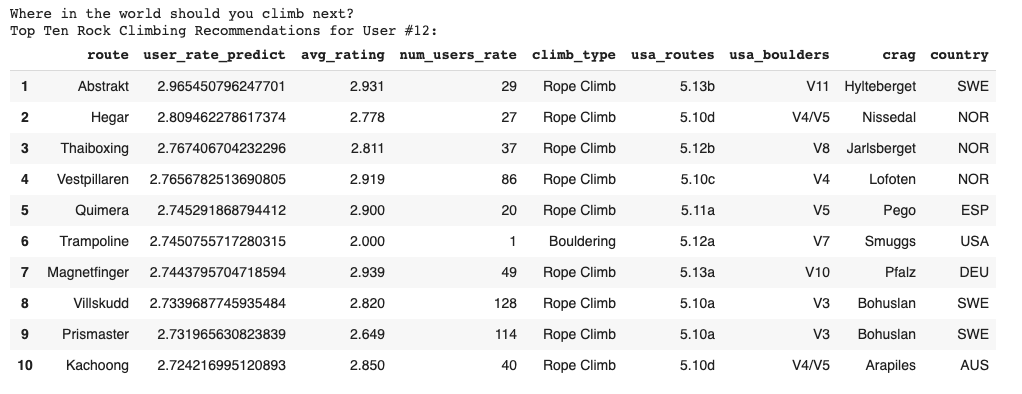 Where in the world should you climb next?
Top Ten Rock Climbing Recommendations for User #12:
route user_rate_predict avg_rating num_users_rate climb_type usa_routes usa_boulders crag country
1 Abstrakt 2.965450796247701 2.931 29 Rope Climb 5.13b V11 Hylteberget SWE
2 Hegar 2.809462278617374 2.778 27 Rope Climb 5.10d V4/V5 Nissedal NOR
3 Thaiboxing 2.767406704232296 2.811 37 Rope Climb 5.12b V8 Jarlsberget NOR
4 Vestpillaren 2.7656782513690805 2.919 86 Rope Climb 5.10c V4 Lofoten NOR
5 Quimera 2.745291868794412 2.900 20 Rope Climb 5.11a V5 Pego ESP
6 Trampoline 2.7450755717280315 2.000 1 Bouldering 5.12a V7 Smuggs USA
7 Magnetfinger 2.7443795704718594 2.939 49 Rope Climb 5.13a V10 Pfalz DEU
8 Villskudd 2.7339687745935484 2.820 128 Rope Climb 5.10a V3 Bohuslan SWE
9 Prismaster 2.731965630823839 2.649 114 Rope Climb 5.10a V3 Bohuslan SWE
10 Kachoong 2.724216995120893 2.850 40 Rope Climb 5.10d V4/V5 Arapiles AUS